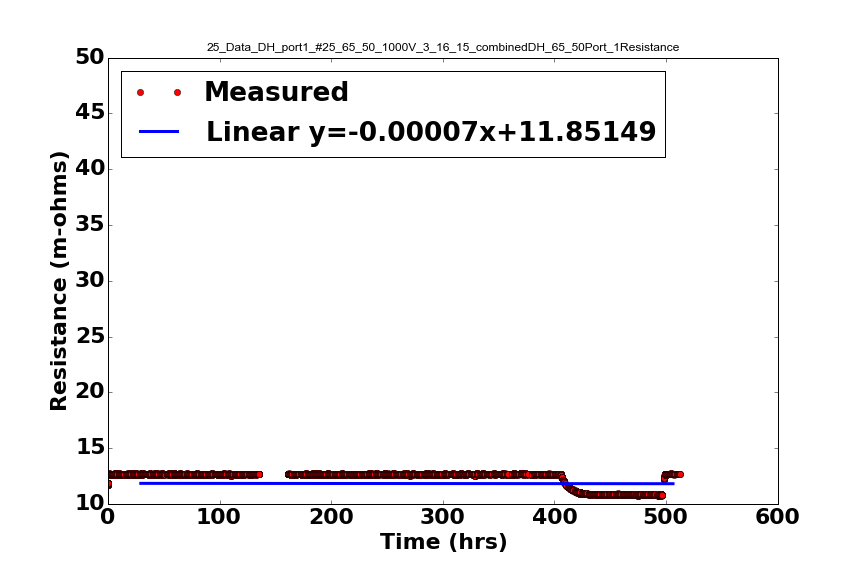 25_Data_DH_port1_#25_65_50_1000V_3_16_15_combinedDH_65_50Port_1Resistance
Measured
Linear y=-0.00007x+11.85149
50
45
40
35
30
25
20
15
10
Resistance (m-ohms)
0 100 200 300 400 500 600
Time (hrs)